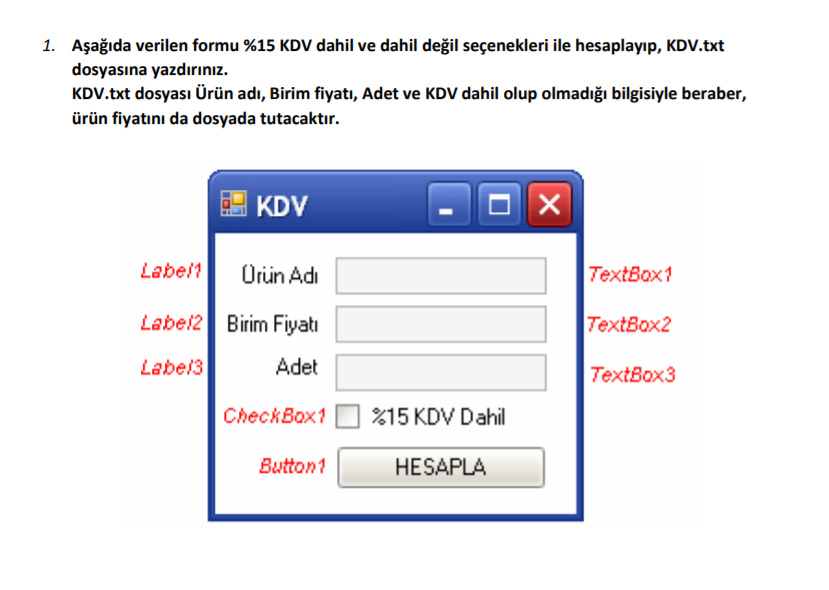 1. Aşağıda verilen formu %15 KDV dahil ve dahil değil seçenekleri ile hesaplayıp, KDV.txt
dosyasına yazdırınız.
KDV.txt dosyası Ürün adı, Birim fiyatı, Adet ve KDV dahil olup olmadığı bilgisiyle beraber,
ürün fiyatını da dosyada tutacaktır.
KDV
Label1 Ürün Adı TextBox1
Label2 Birim Fiyatı TextBox2
Label3 Adet TextBox3
CheckBox1 %15 KDV Dahil
Button1 HESAPLA